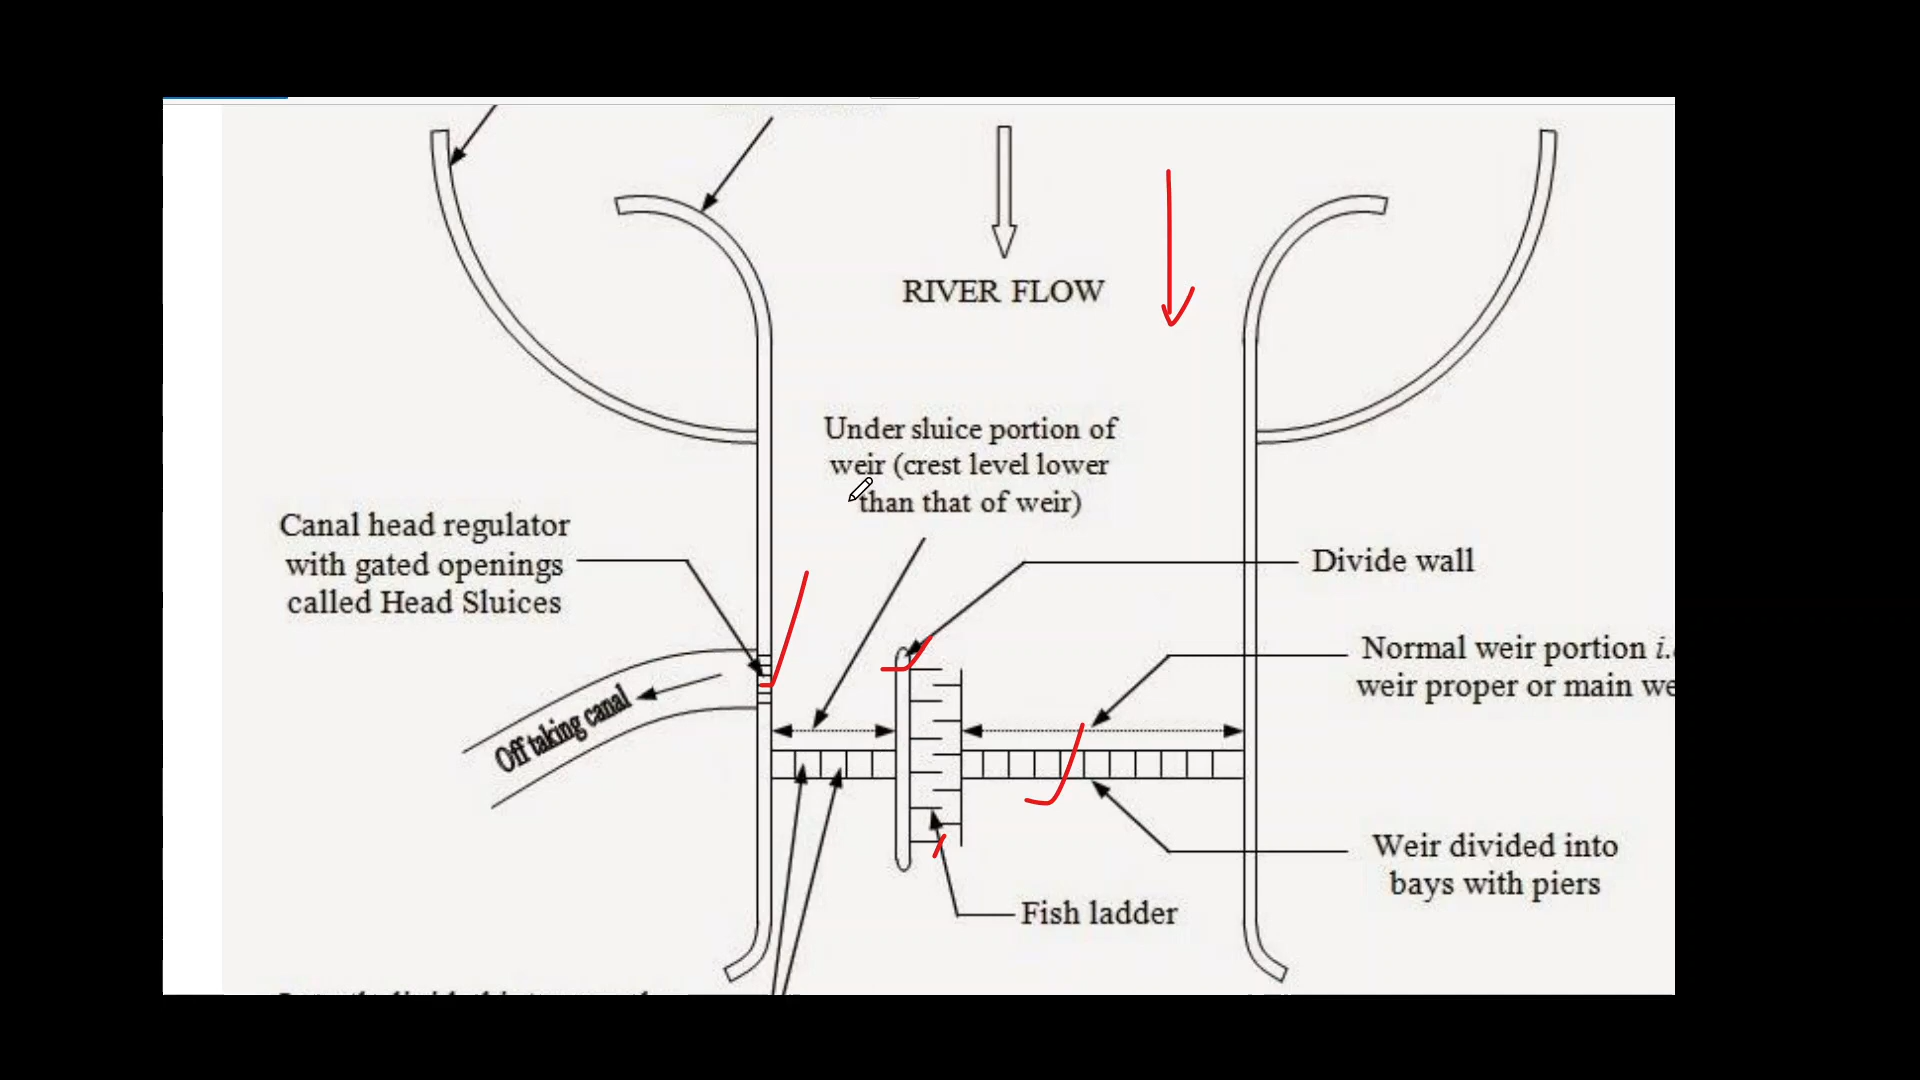 RIVER FLOW
Under sluice portion of
weir (crest level lower
than that of weir)
Canal head regulator
with gated openings
called Head Sluices
Divide wall
Normal weir portion
weir proper or main
Off taking canal
Weir divided into
bays with piers
Fish ladder